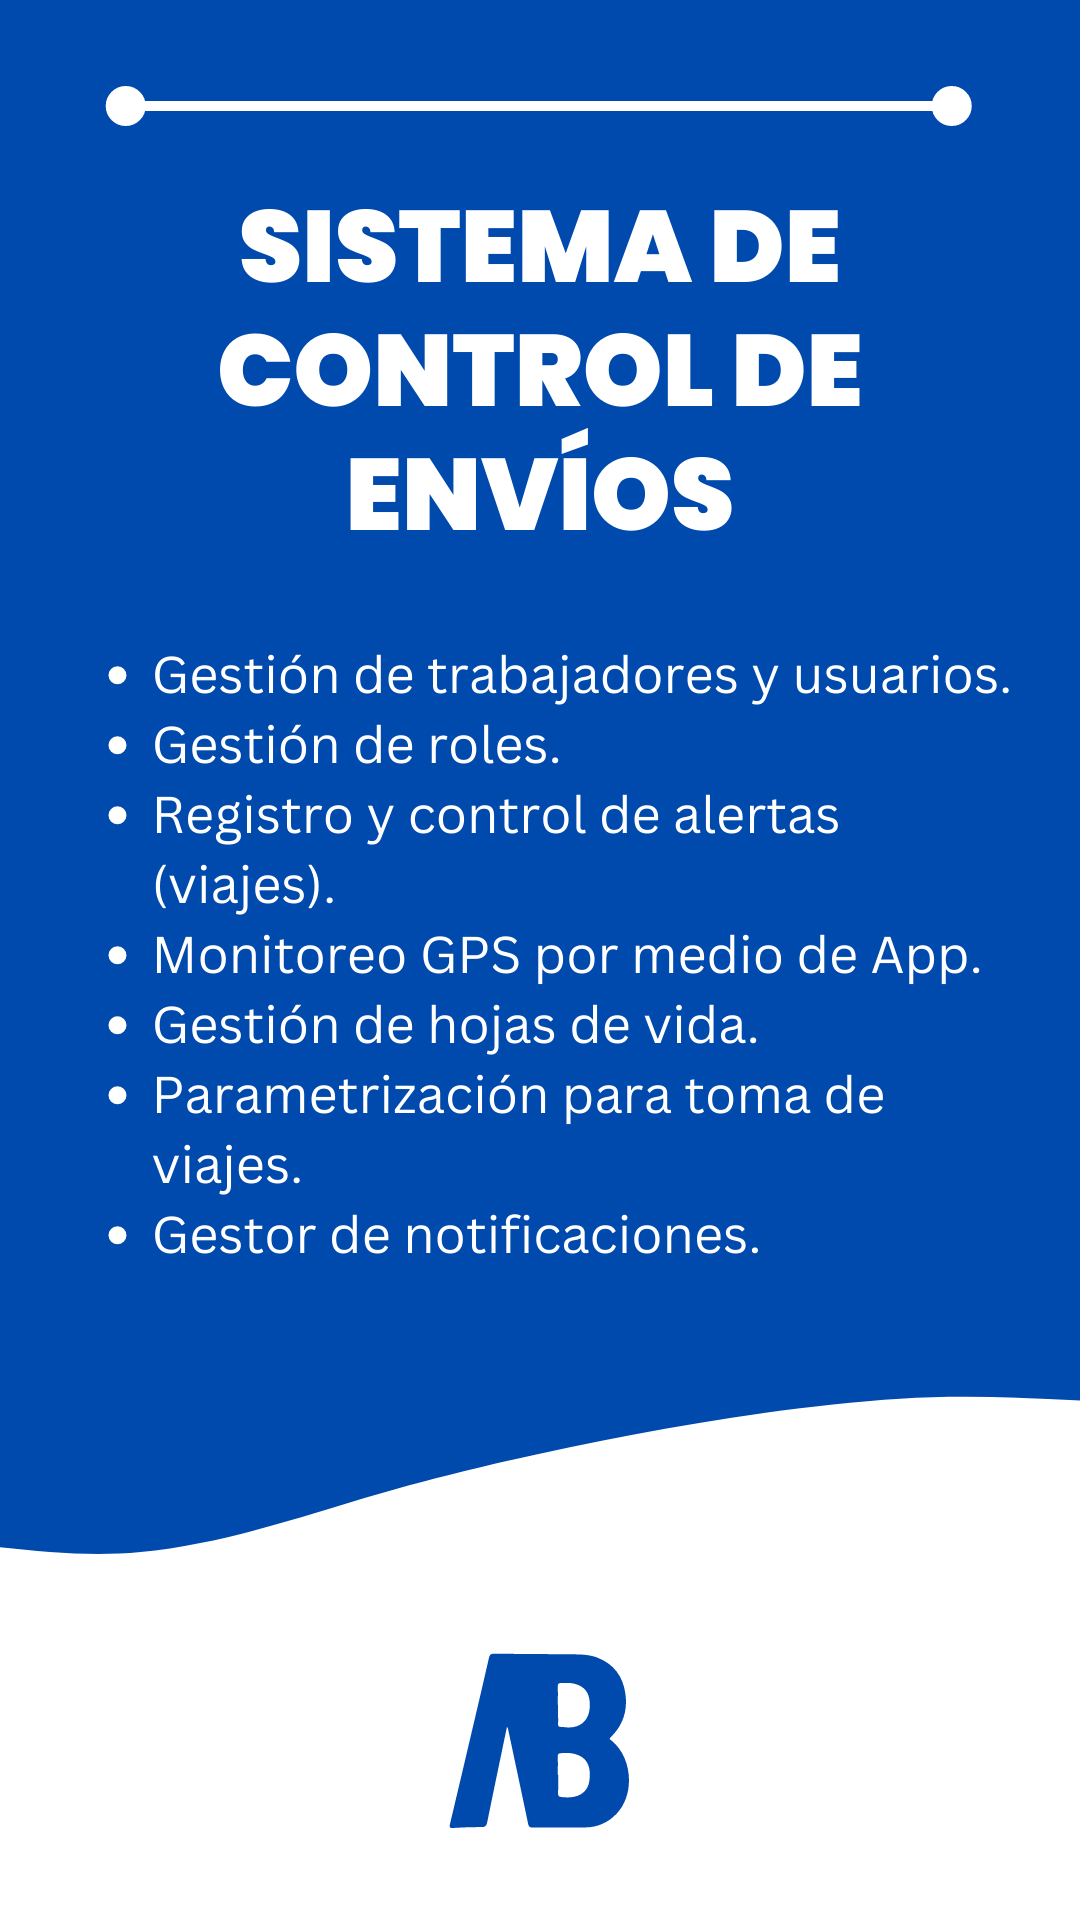 SISTEMA DE
CONTROL DE
ENVÍOS
• Gestión de trabajadores y usuarios.
• Gestión de roles.
• Registro y control de alertas
(viajes).
• Monitoreo GPS por medio de App.
• Gestión de hojas de vida.
• Parametrización para toma de
viajes.
• Gestor de notificaciones.
AB